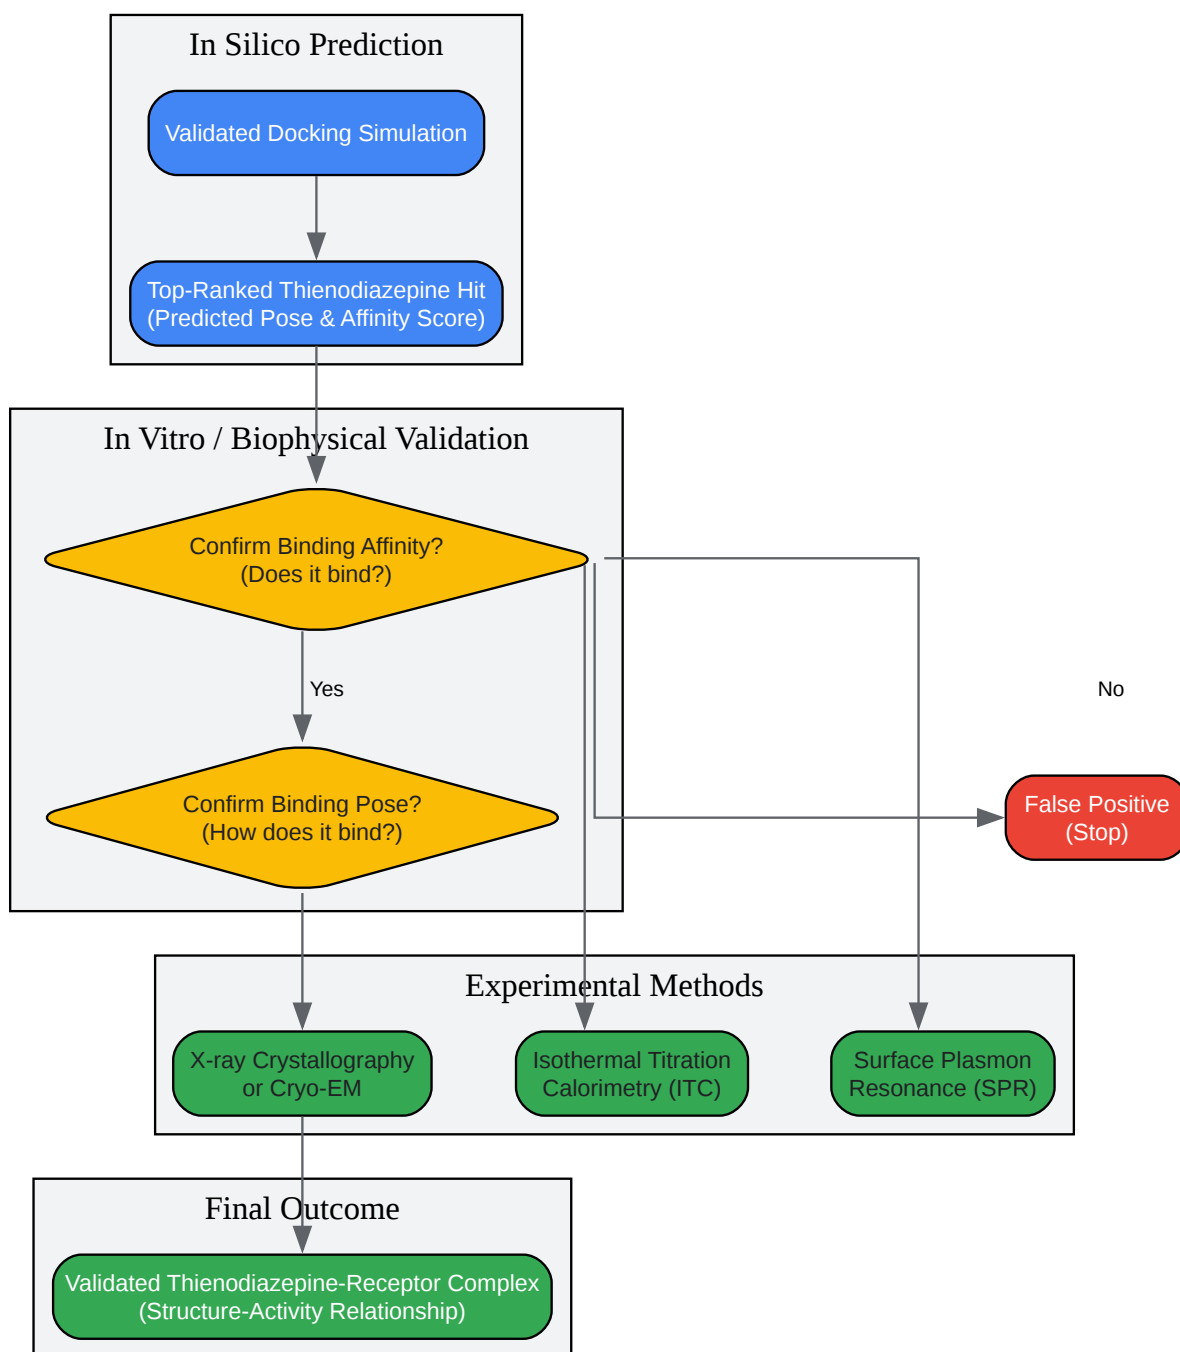 In Silico Prediction
Validated Docking Simulation
Top-Ranked Thienodiazepine Hit
(Predicted Pose & Affinity Score)
In Vitro / Biophysical Validation
Confirm Binding Affinity?
(Does it bind?)
Yes
No
Confirm Binding Pose?
(How does it bind?)
False Positive
(Stop)
Experimental Methods
X-ray Crystallography
or Cryo-EM
Isothermal Titration
Calorimetry (ITC)
Surface Plasmon
Resonance (SPR)
Final Outcome
Validated Thienodiazepine-Receptor Complex
(Structure-Activity Relationship)